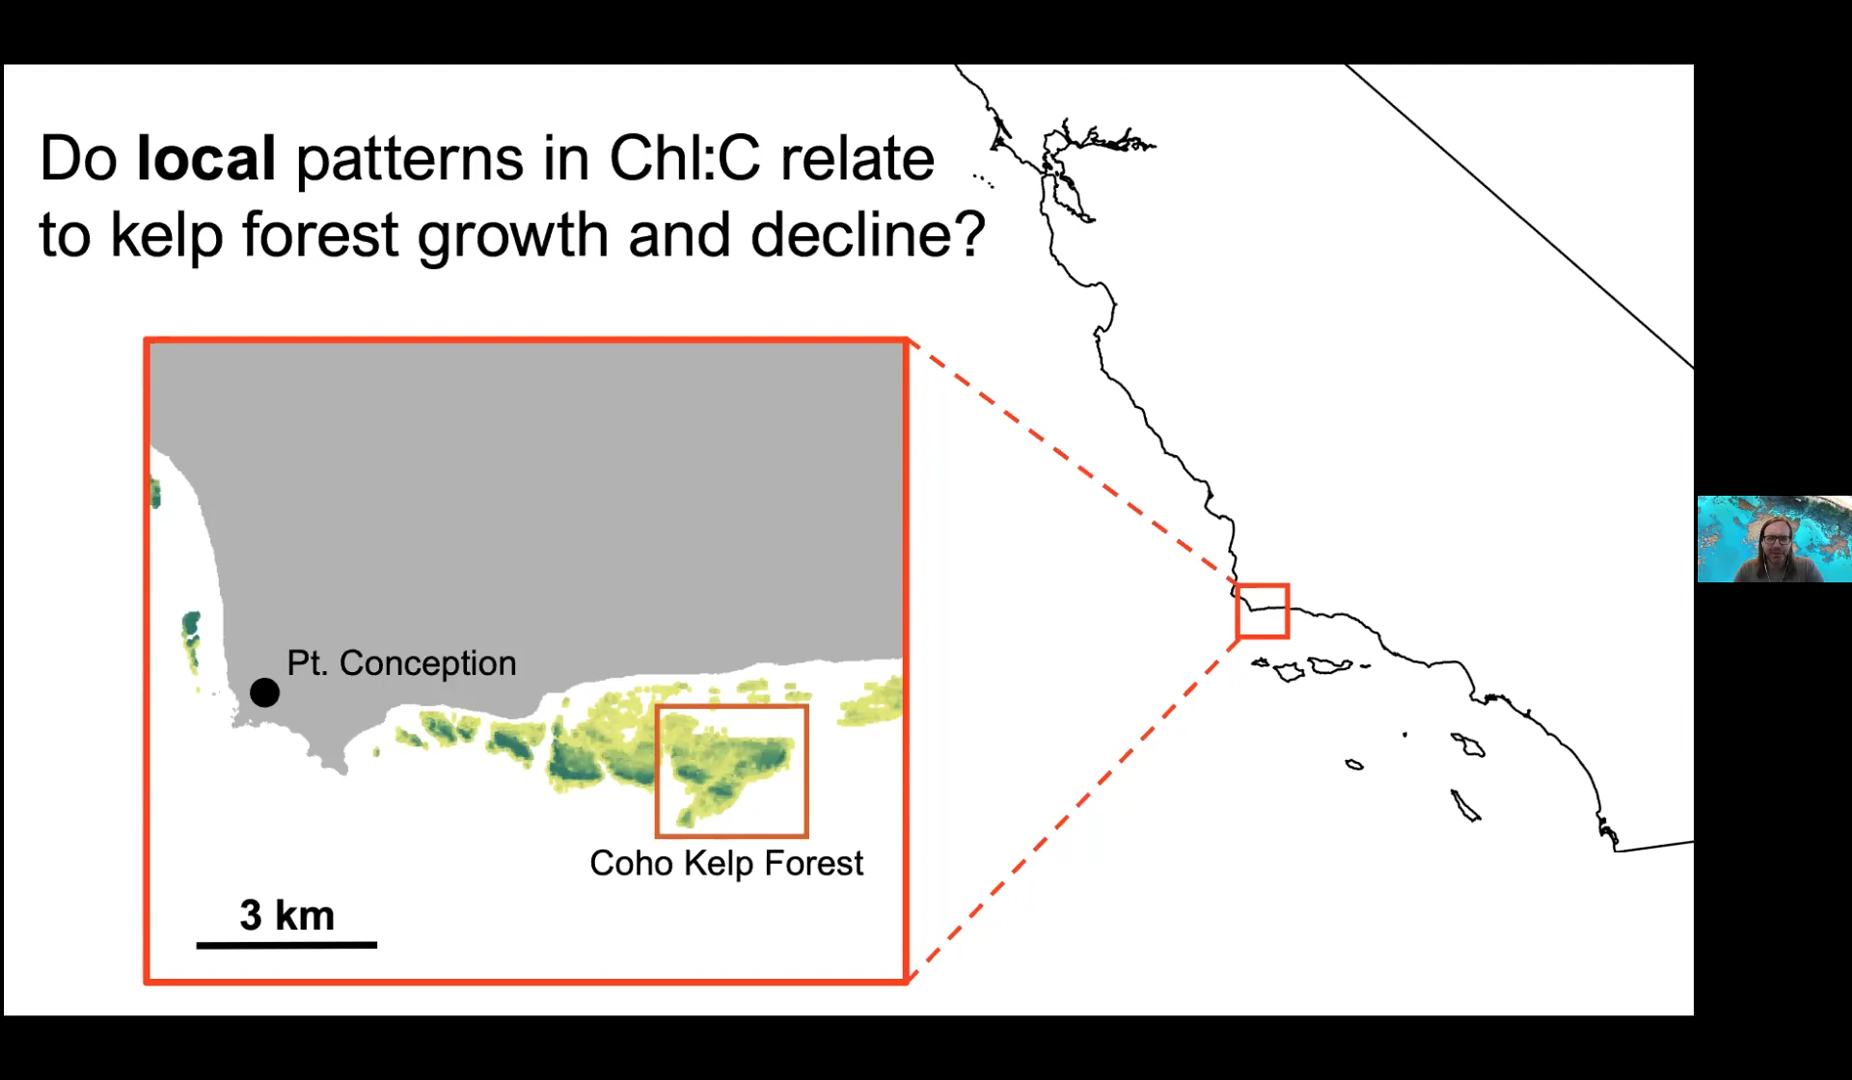 Do local patterns in Chl:C relate
to kelp forest growth and decline?
Pt. Conception
Coho Kelp Forest
3 km